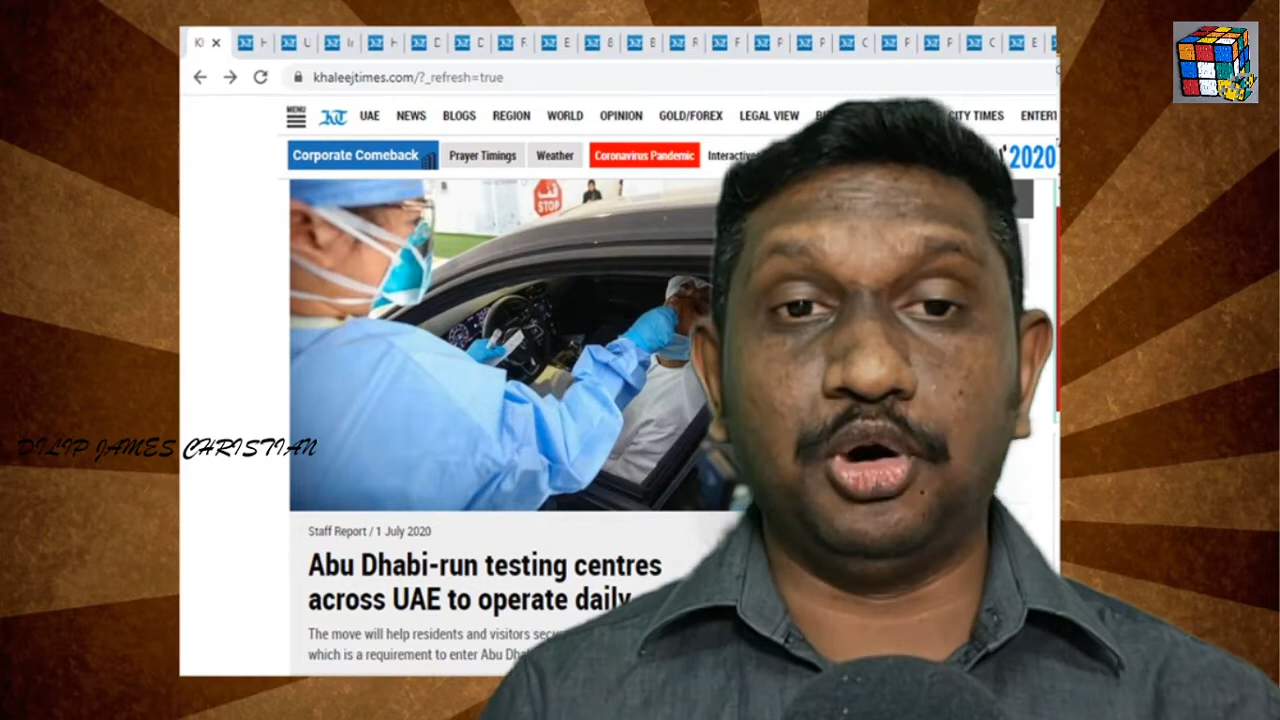 khaleejtimes.com/?_refresh=true
MENU
UAE NEWS BLOGS REGION WORLD OPINION GOLD/FOREX LEGAL VIEW CITY TIMES
Corporate Comeback Prayer Timings Weather Coronavirus Pandemic 2020
قف
STOP
DILIP JAMES CHRISTIAN
Staff Report / 1 July 2020
Abu Dhabi-run testing centres
across UAE to operate daily
The move will help residents and visitors
which is a requirement to enter Abu